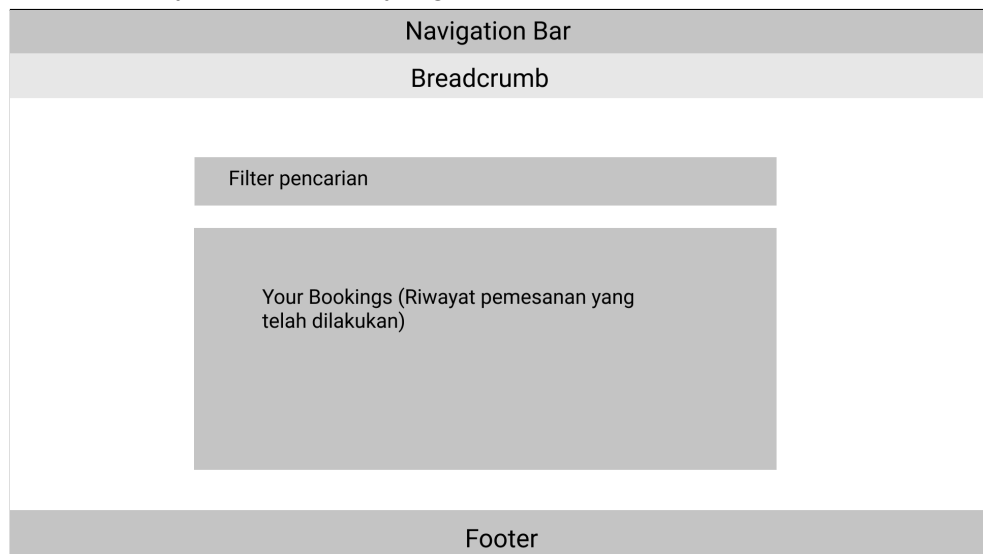 Navigation Bar
Breadcrumb
Filter pencarian
Your Bookings (Riwayat pemesanan yang
telah dilakukan)
Footer